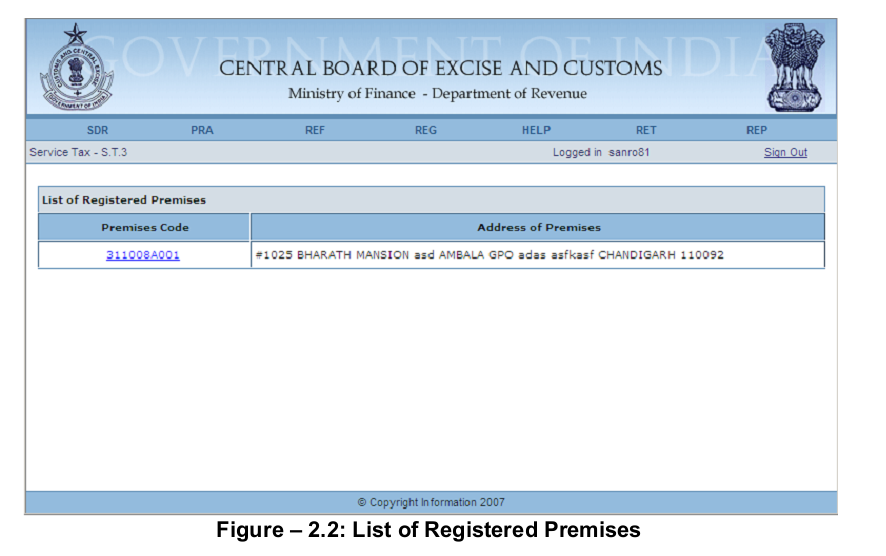 GOVERNMENT OF INDIA
CENTRAL BOARD OF EXCISE AND CUSTOMS
Ministry of Finance - Department of Revenue
SDR PRA REF REG HELP RET REP
Service Tax - S.T.3 Logged in sanro81 Sign Out
List of Registered Premises
Premises Code Address of Premises
311008A001 #1025 BHARATH MANSION asd AMBALA GPO adas asfkasf CHANDIGARH 110092
© Copyright Information 2007
Figure – 2.2: List of Registered Premises